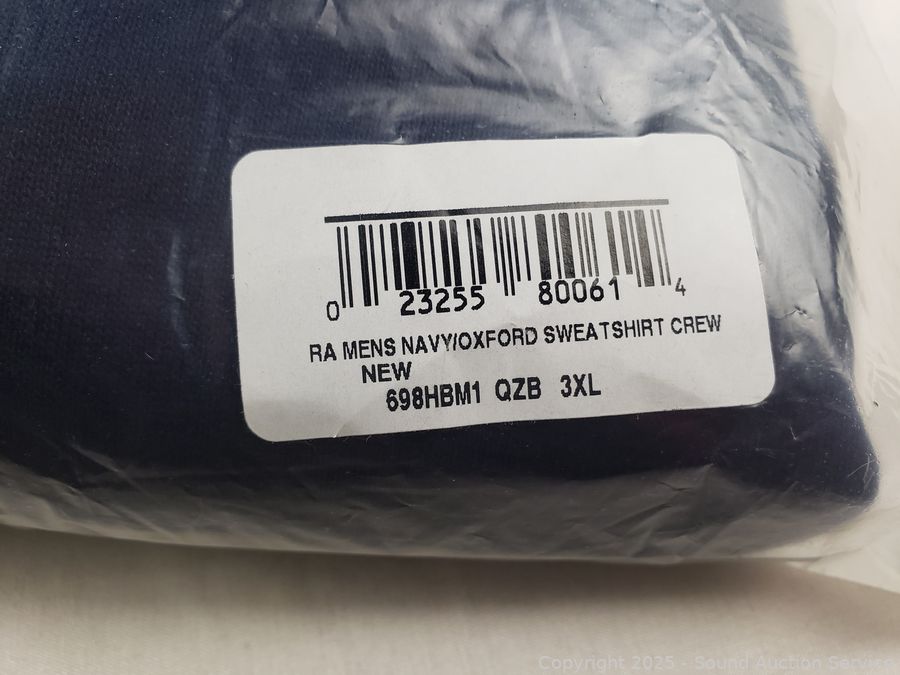 0 23255 80061 4
RA MENS NAVY/OXFORD SWEATSHIRT CREW
NEW
698HBM1 QZB 3XL
Copyright 2025 - Sound Auction Service